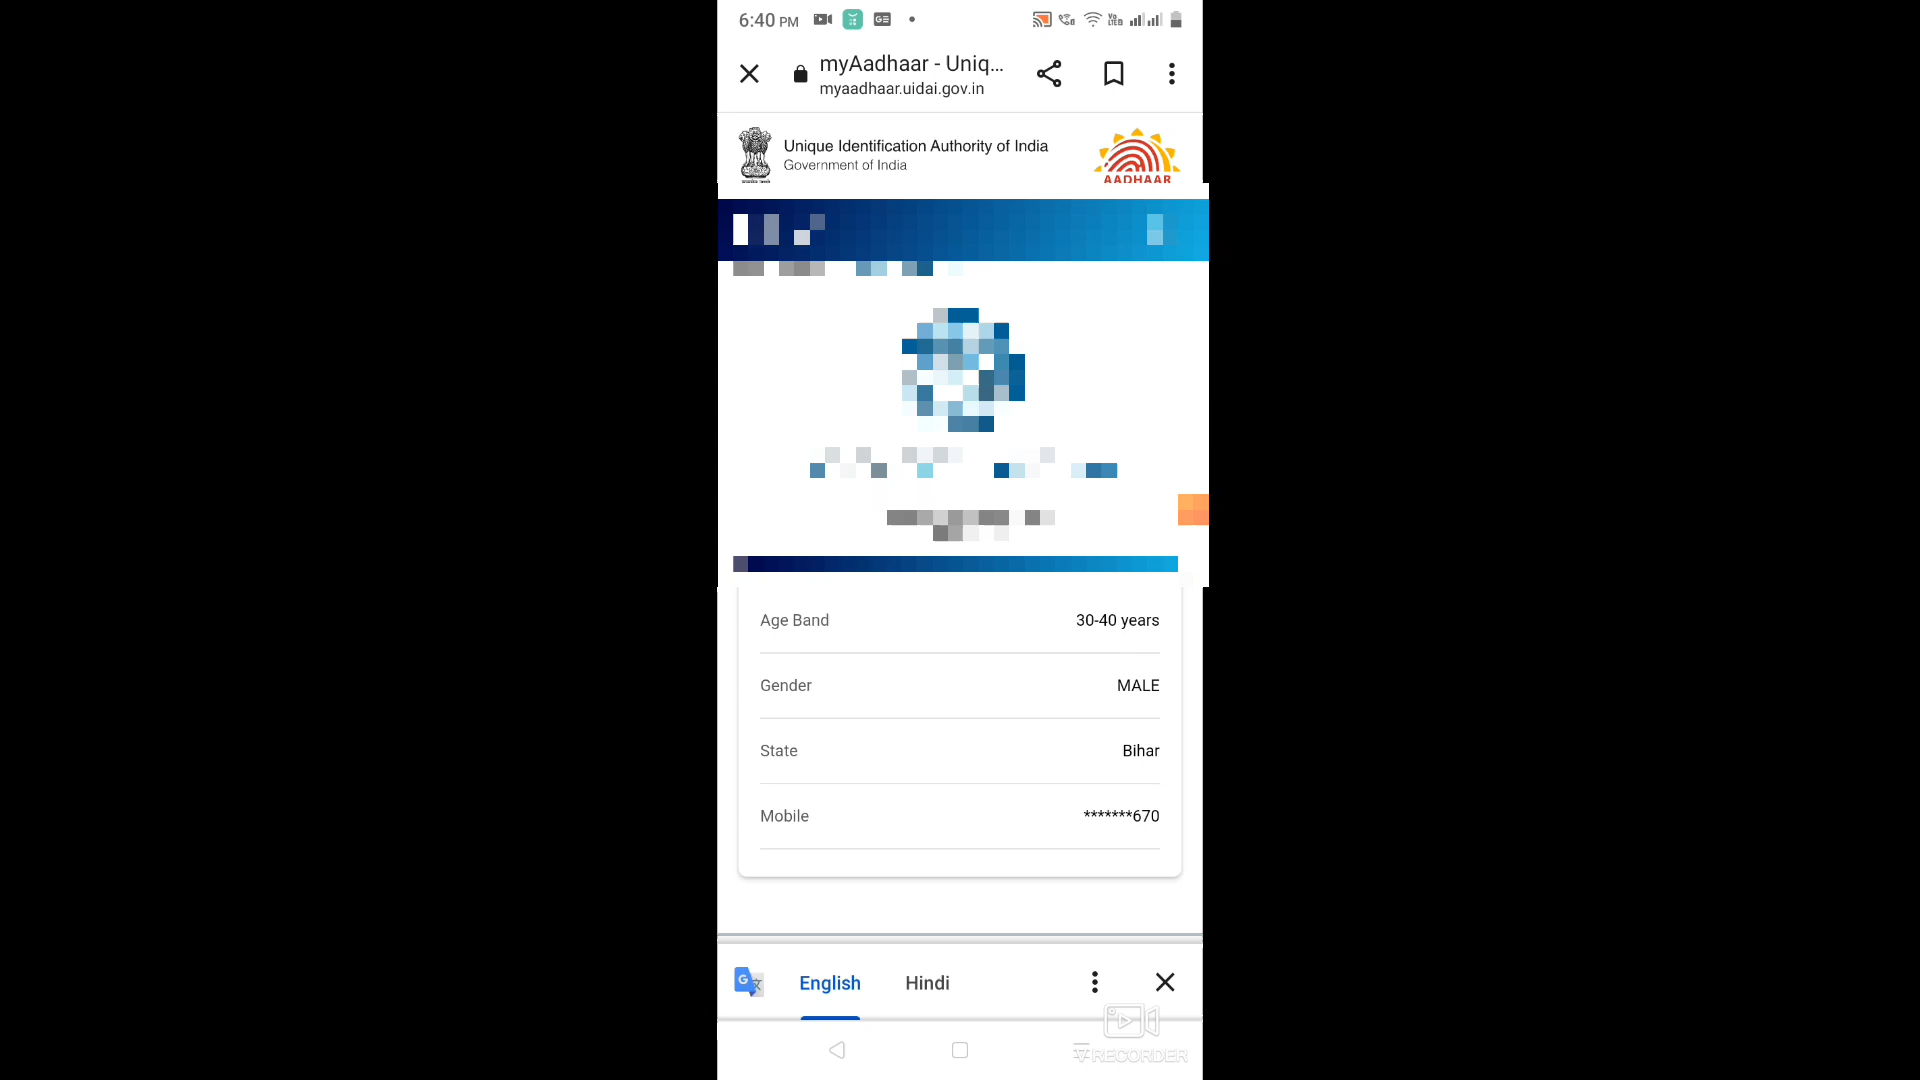 6:40 PM
myAadhaar - Uniq...
myaadhaar.uidai.gov.in
Unique Identification Authority of India
Government of India
AADHAAR
Age Band 30-40 years
Gender MALE
State Bihar
Mobile *******670
English Hindi
VRECORDER